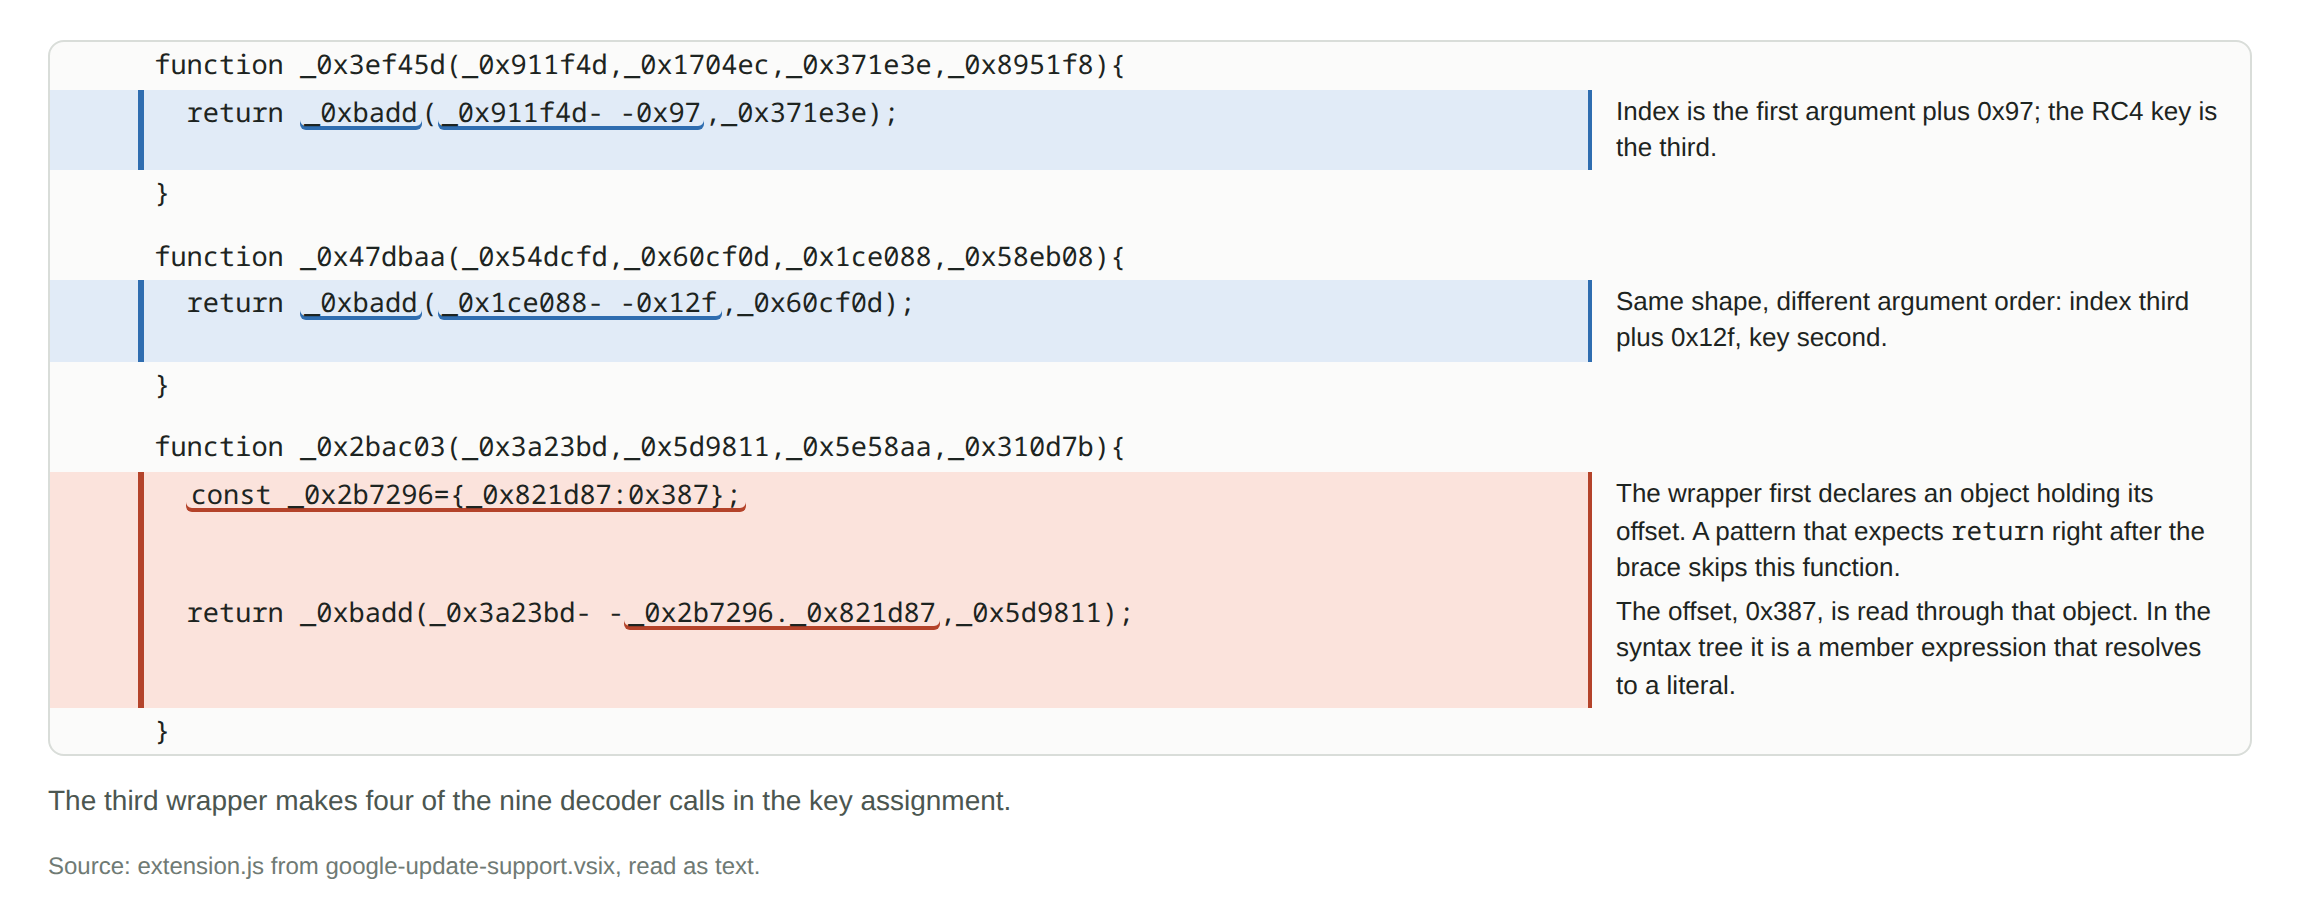 function _0x3ef45d(_0x911f4d,_0x1704ec,_0x371e3e,_0x8951f8){
return _0xbadd(_0x911f4d- -0x97,_0x371e3e);
Index is the first argument plus 0x97; the RC4 key is
the third.
}
function _0x47dbaa(_0x54dcfd,_0x60cf0d,_0x1ce088,_0x58eb08){
return _0xbadd(_0x1ce088- -0x12f,_0x60cf0d);
Same shape, different argument order: index third
plus 0x12f, key second.
}
function _0x2bac03(_0x3a23bd,_0x5d9811,_0x5e58aa,_0x310d7b){
const _0x2b7296={_0x821d87:0x387};
The wrapper first declares an object holding its
offset. A pattern that expects return right after the
brace skips this function.
return _0xbadd(_0x3a23bd- -_0x2b7296._0x821d87,_0x5d9811);
The offset, 0x387, is read through that object. In the
syntax tree it is a member expression that resolves
to a literal.
}
The third wrapper makes four of the nine decoder calls in the key assignment.
Source: extension.js from google-update-support.vsix, read as text.